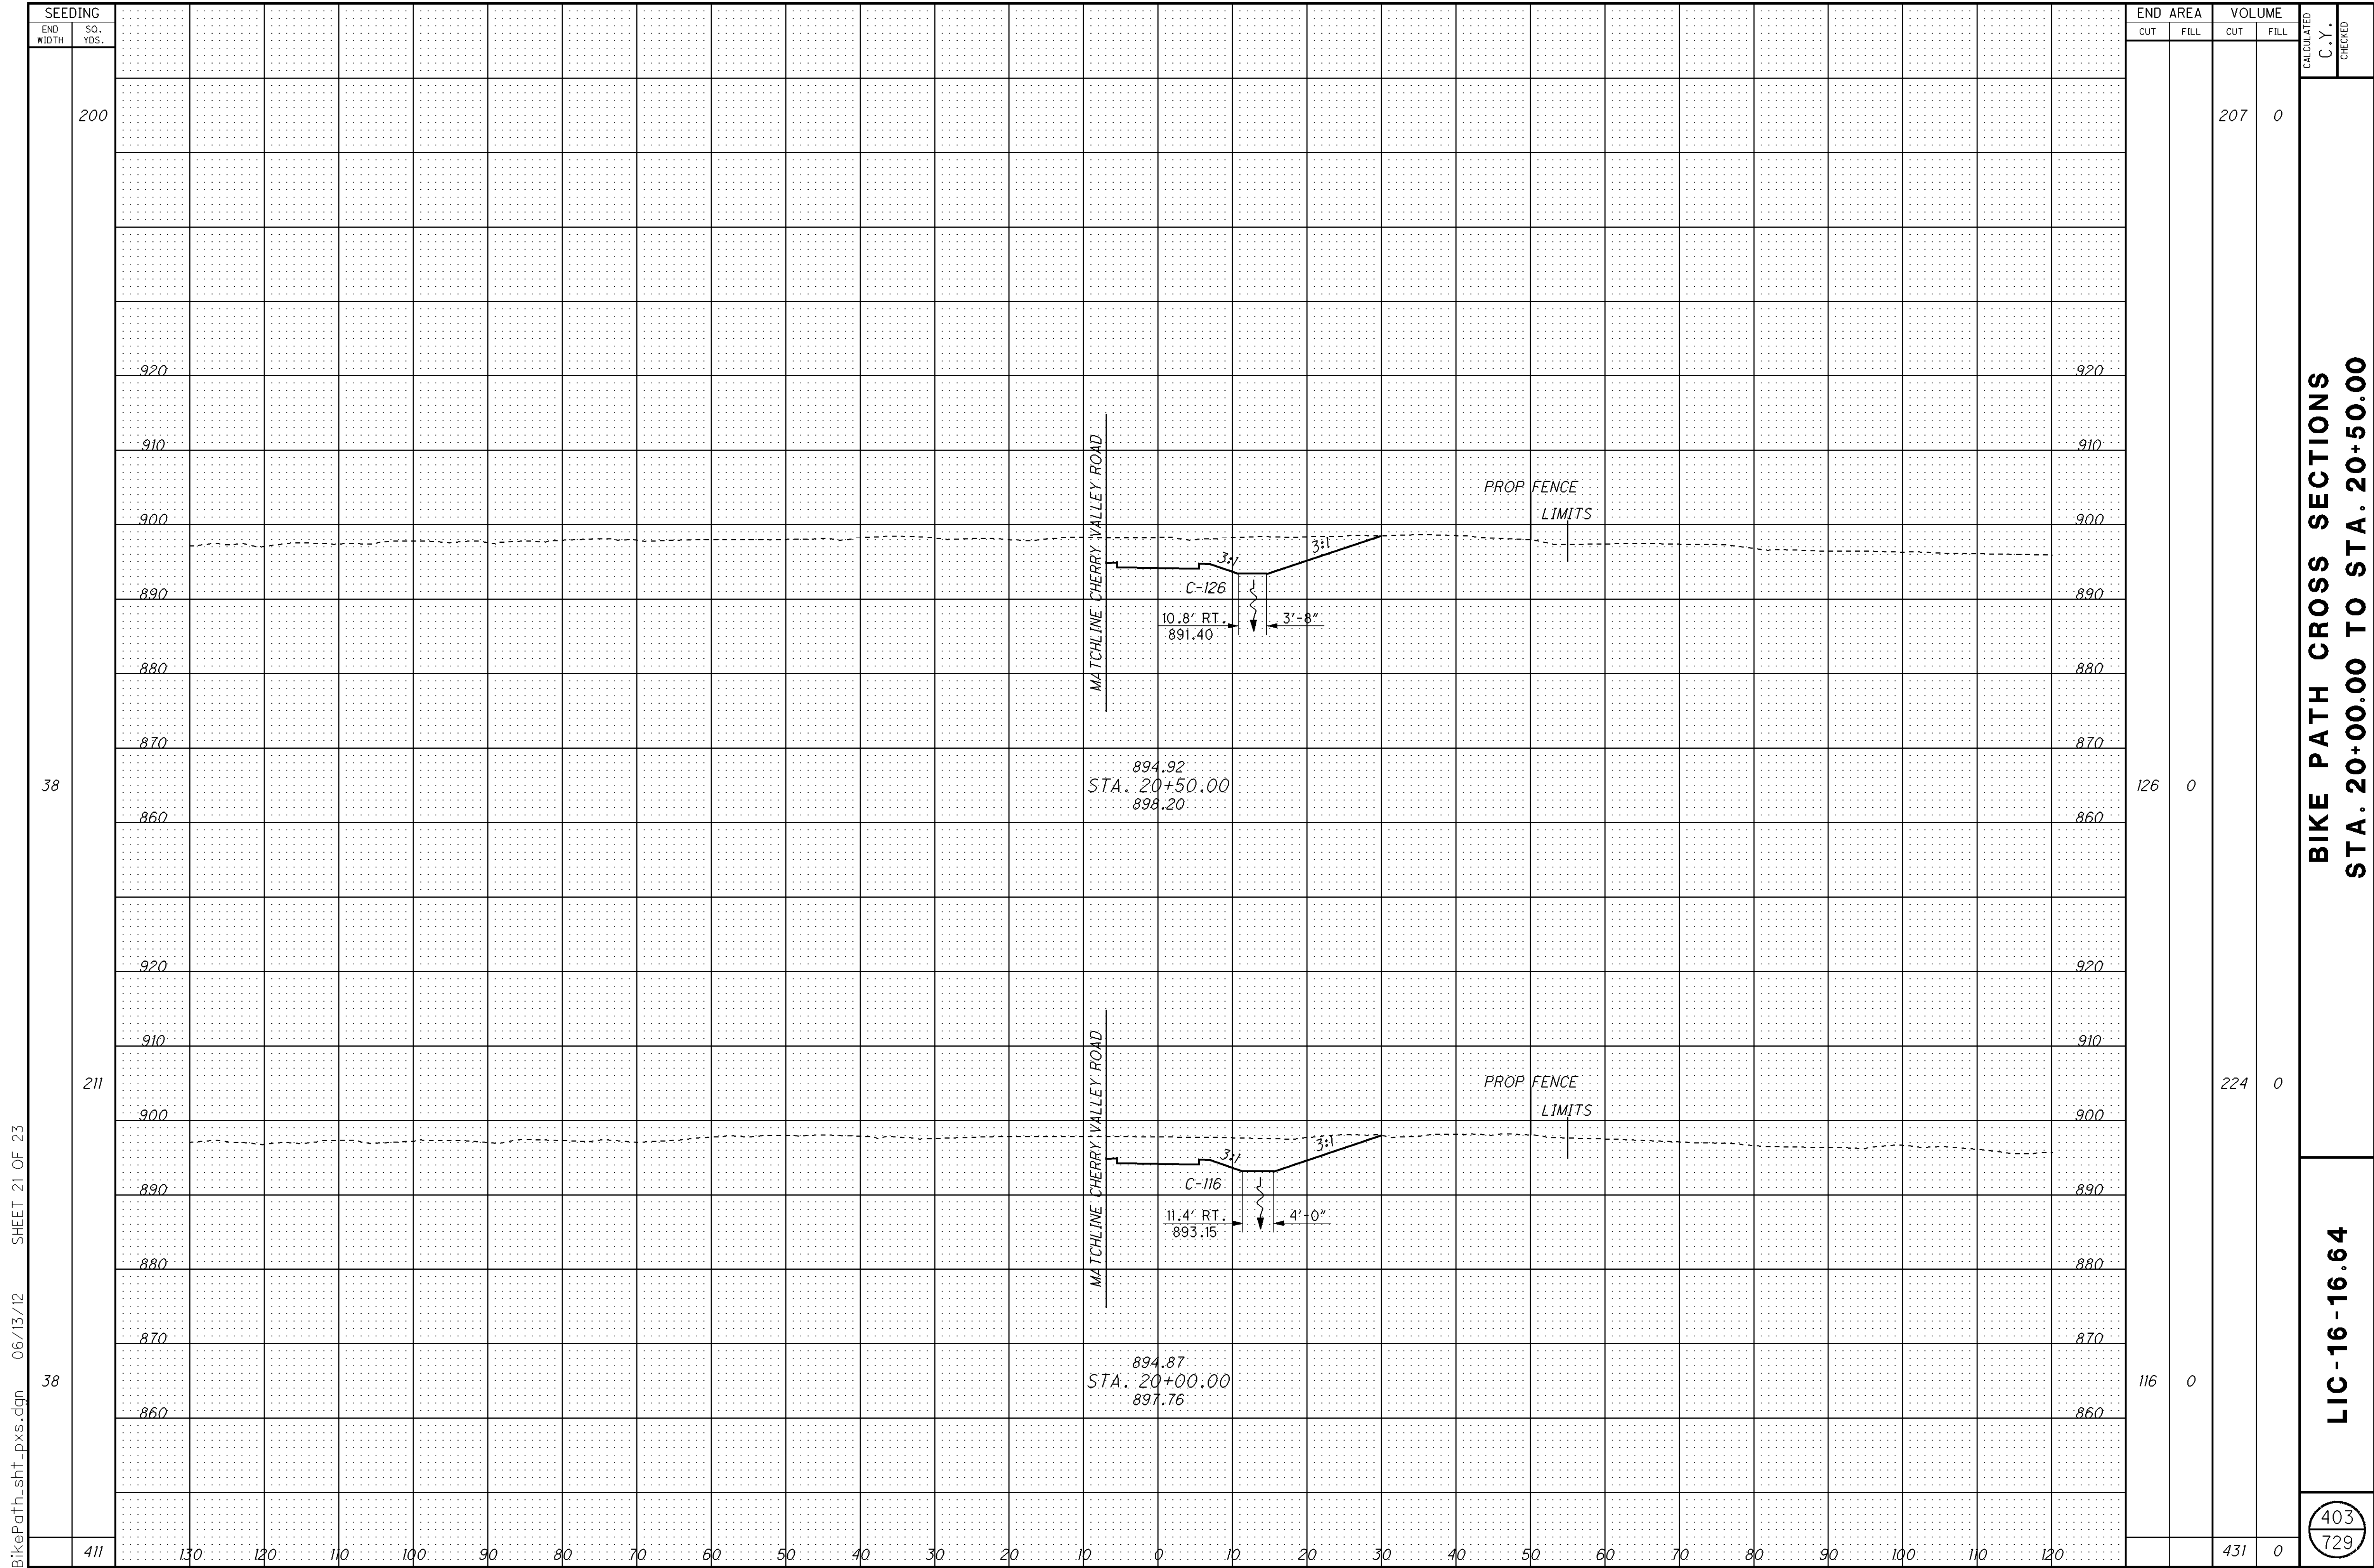 SEEDING
END WIDTH
SQ. YDS.
END AREA
VOLUME
CUT
FILL
CUT
FILL
CALCULATED
C.Y.
CHECKED
200
207
0
920
920
910
910
MATCHLINE CHERRY VALLEY ROAD
PROP FENCE
LIMITS
900
900
3:1
3:1
C-126
890
890
10.8' RT.
891.40
3'-8"
880
880
870
870
894.92
STA. 20+50.00
898.20
38
126
0
860
860
920
920
910
910
MATCHLINE CHERRY VALLEY ROAD
211
PROP FENCE
LIMITS
224
0
900
900
3:1
3:1
C-116
890
890
11.4' RT.
893.15
4'-0"
880
880
870
870
894.87
STA. 20+00.00
897.76
38
116
0
860
860
411
130 120 110 100 90 80 70 60 50 40 30 20 10 0 10 20 30 40 50 60 70 80 90 100 110 120
431
0
BIKE PATH CROSS SECTIONS
STA. 20+00.00 TO STA. 20+50.00
LIC-16-16.64
403
729
BikePath_sht_pxs.dgn 06/13/12 SHEET 21 OF 23